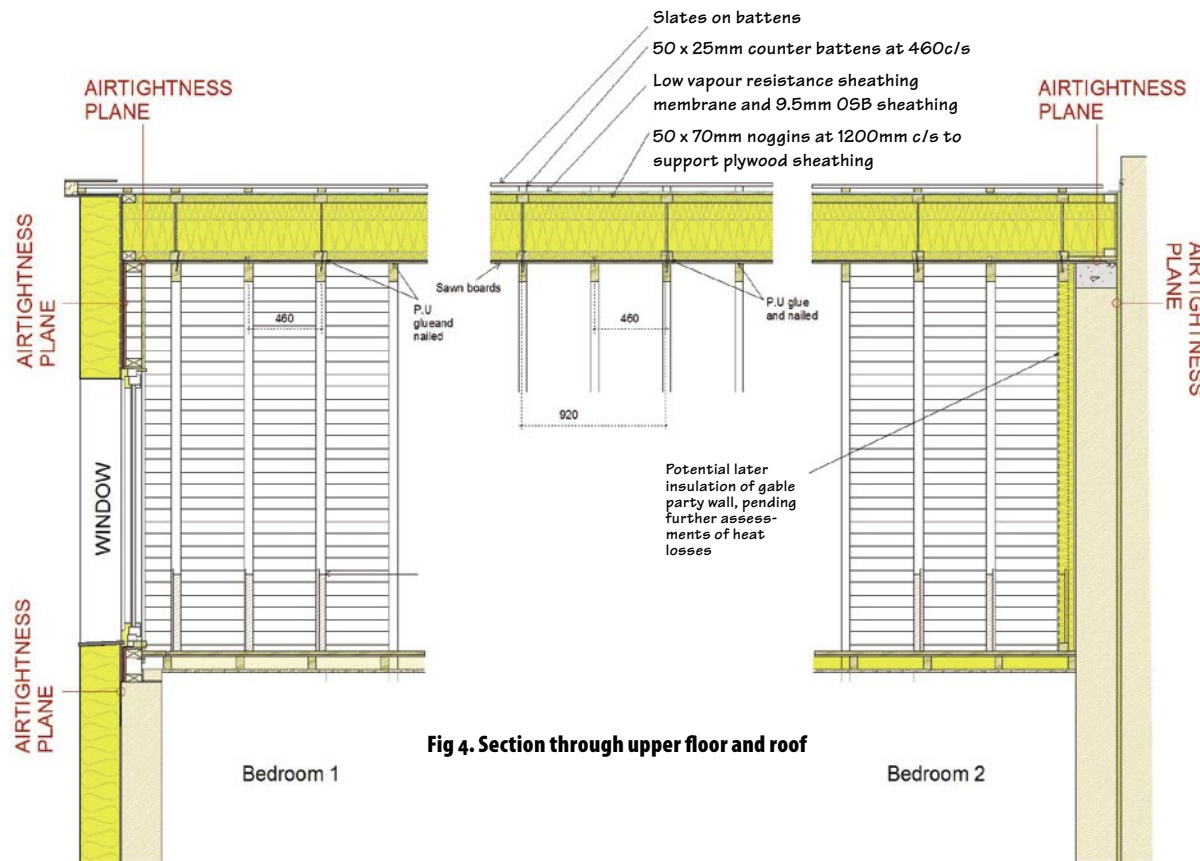 Slates on battens
50 x 25mm counter battens at 460c/s
Low vapour resistance sheathing
membrane and 9.5mm OSB sheathing
50 x 70mm noggins at 1200mm c/s to
support plywood sheathing
AIRTIGHTNESS
PLANE
AIRTIGHTNESS
PLANE
AIRTIGHTNESS
PLANE
AIRTIGHTNESS
PLANE
Sawn boards
P.U
glueand
nailed
P.U glue
and nailed
460
460
920
Potential later
insulation of gable
party wall, pending
further assess-
ments of heat
losses
WINDOW
AIRTIGHTNESS
PLANE
Fig 4. Section through upper floor and roof
Bedroom 1
Bedroom 2